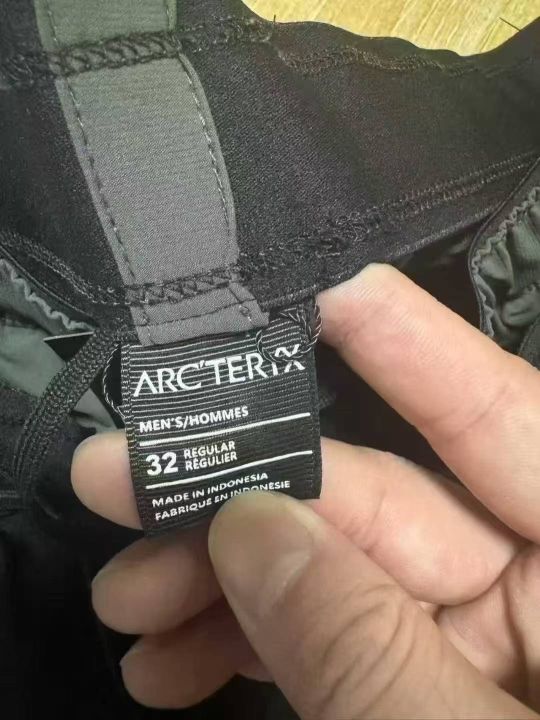 ARC'TERYX
MEN'S/HOMMES
32 REGULAR
RÉGULIER
MADE IN INDONESIA
FABRIQUÉ EN INDONÉSIE